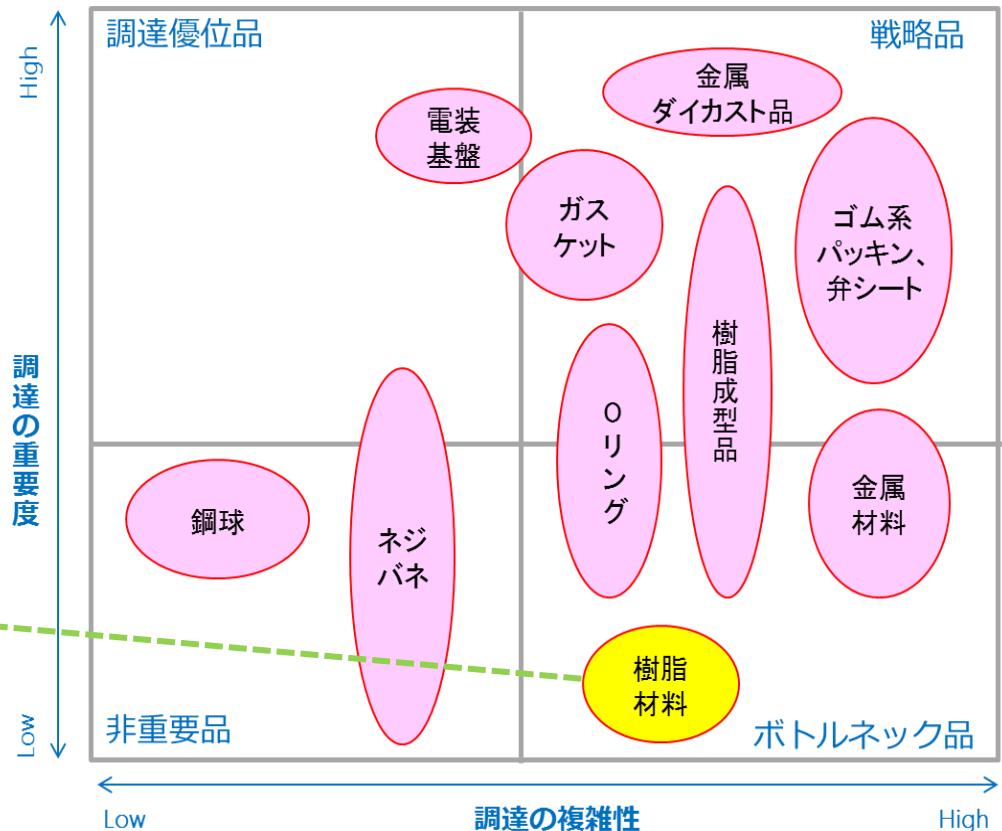 調達優位品
戦略品
High
金属
ダイカスト品
電装
基盤
ガス
ケット
ゴム系
パッキン、
弁シート
樹脂成型品
Oリング
調達の重要度
鋼球
ネジ
バネ
金属
材料
樹脂
材料
Low
非重要品
ボトルネック品
Low
調達の複雑性
High